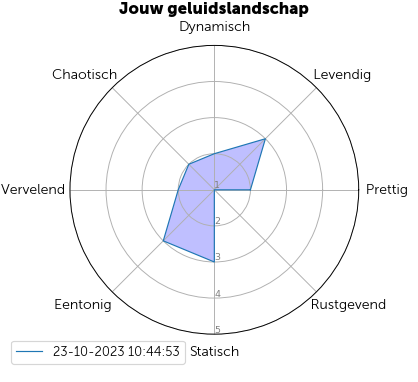 Jouw geluidslandschap
Dynamisch
Chaotisch
Levendig
Vervelend
1
Prettig
2
3
4
Eentonig
Rustgevend
5
23-10-2023 10:44:53
Statisch